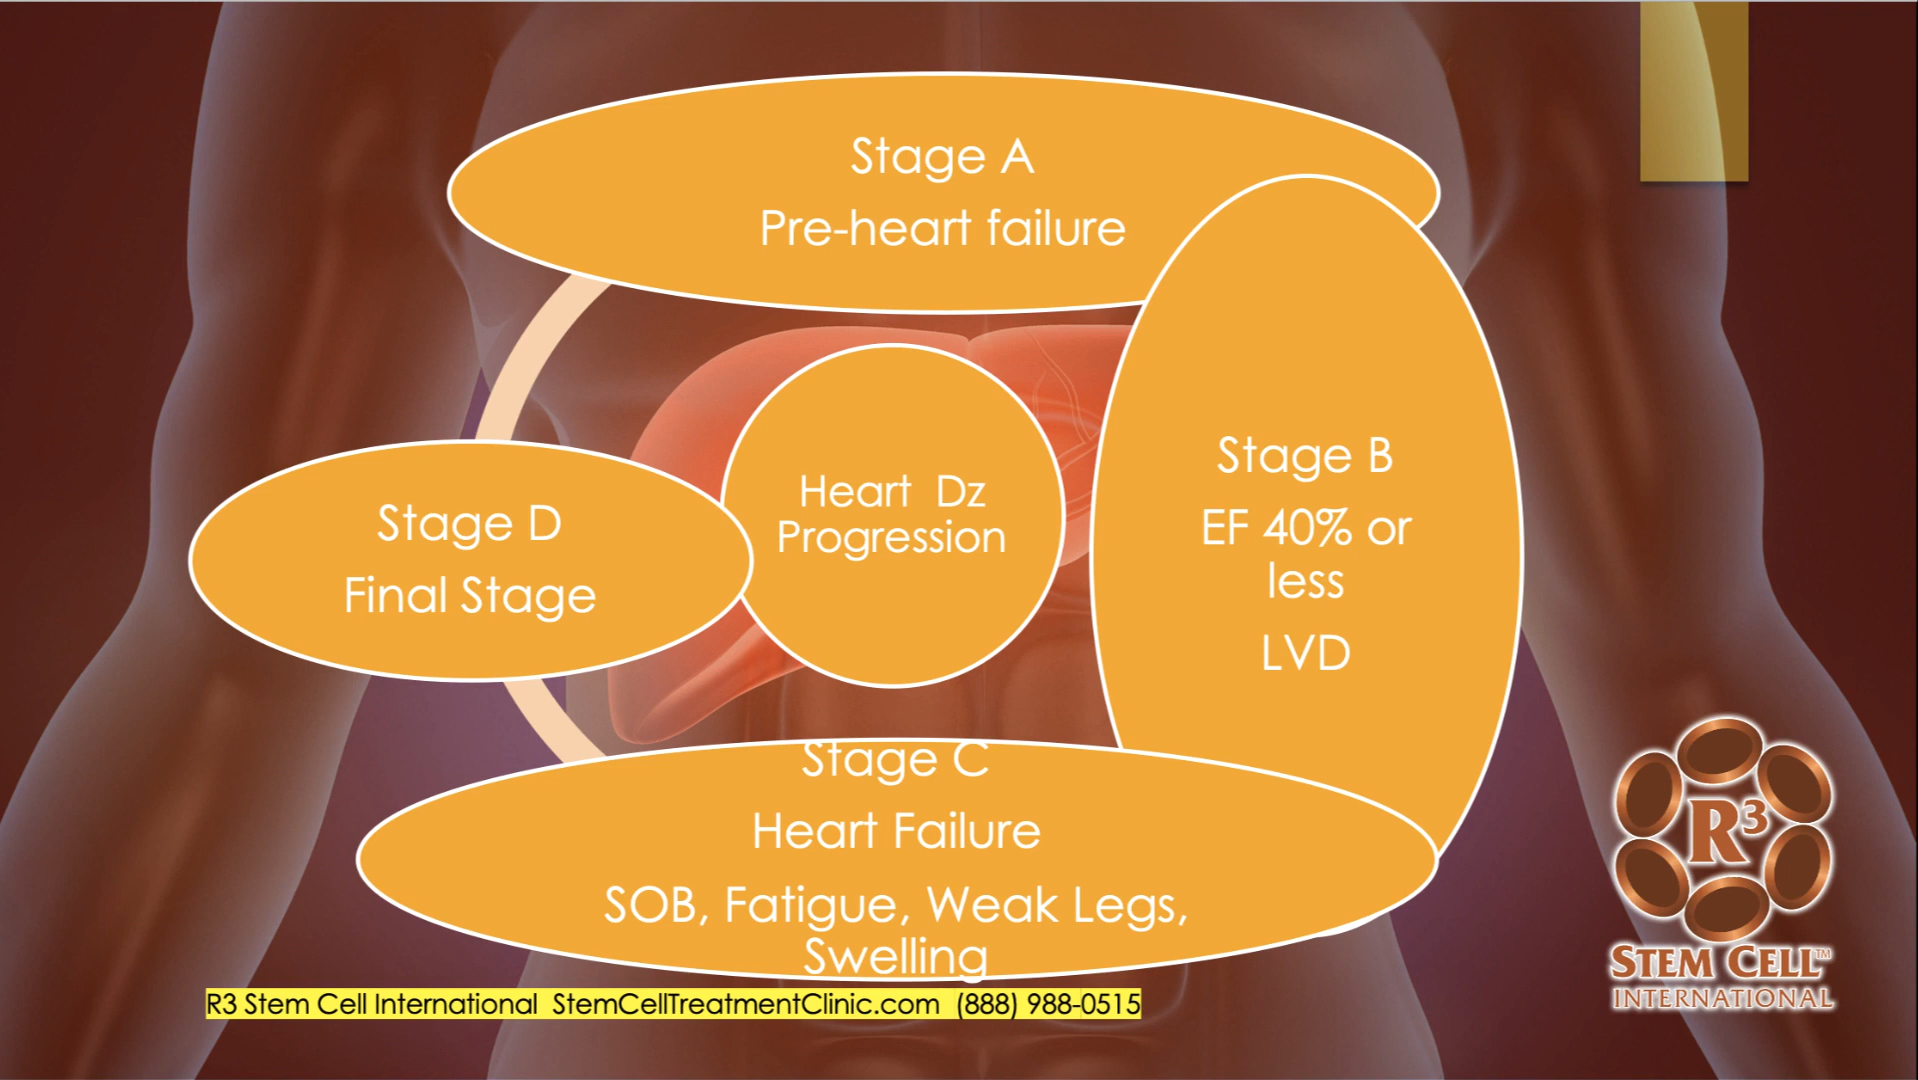 Stage A
Pre-heart failure
Stage B
EF 40% or
less
LVD
Heart Dz
Progression
Stage D
Final Stage
Stage C
Heart Failure
SOB, Fatigue, Weak Legs,
Swelling
R3 Stem Cell International StemCellTreatmentClinic.com (888) 988-0515
R³
STEM CELL™
INTERNATIONAL